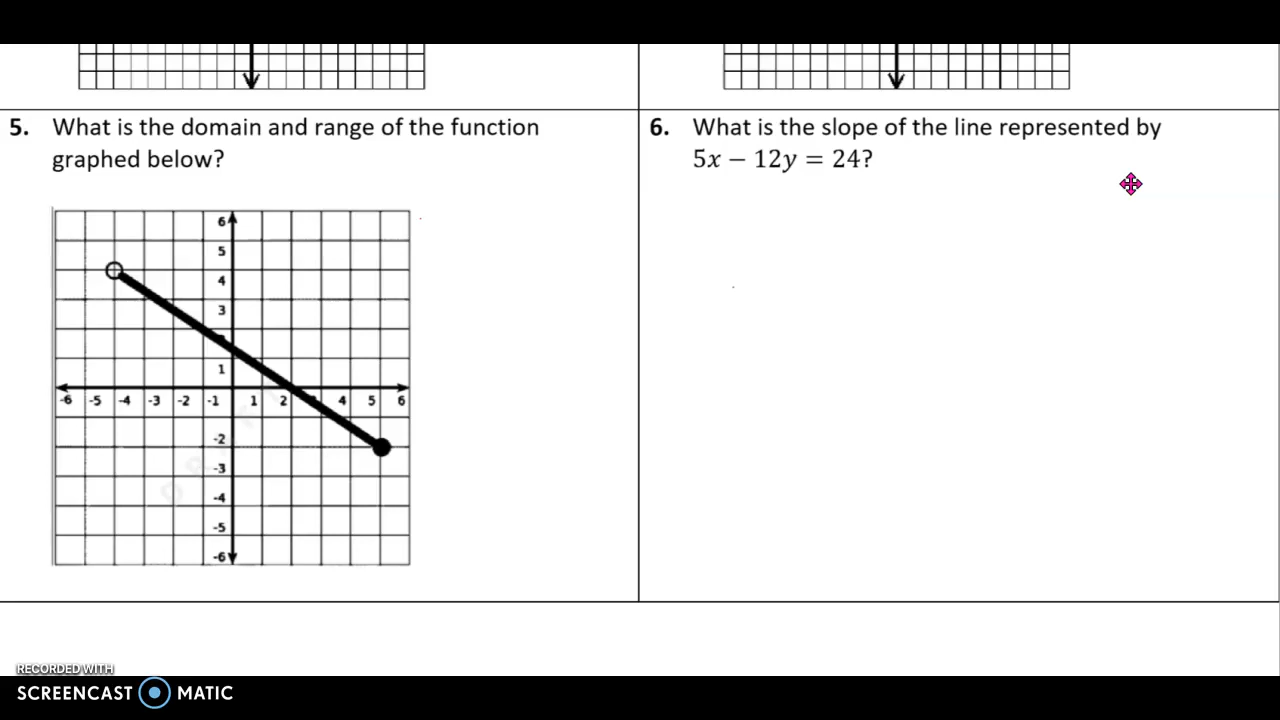 5. What is the domain and range of the function
graphed below?
6
5
4
3
1
-6 -5 -4 -3 -2 -1 1 2 4 5 6
-2
-3
-4
-5
-6
DRAFT
6. What is the slope of the line represented by
5x − 12y = 24?
RECORDED WITH
SCREENCAST MATIC